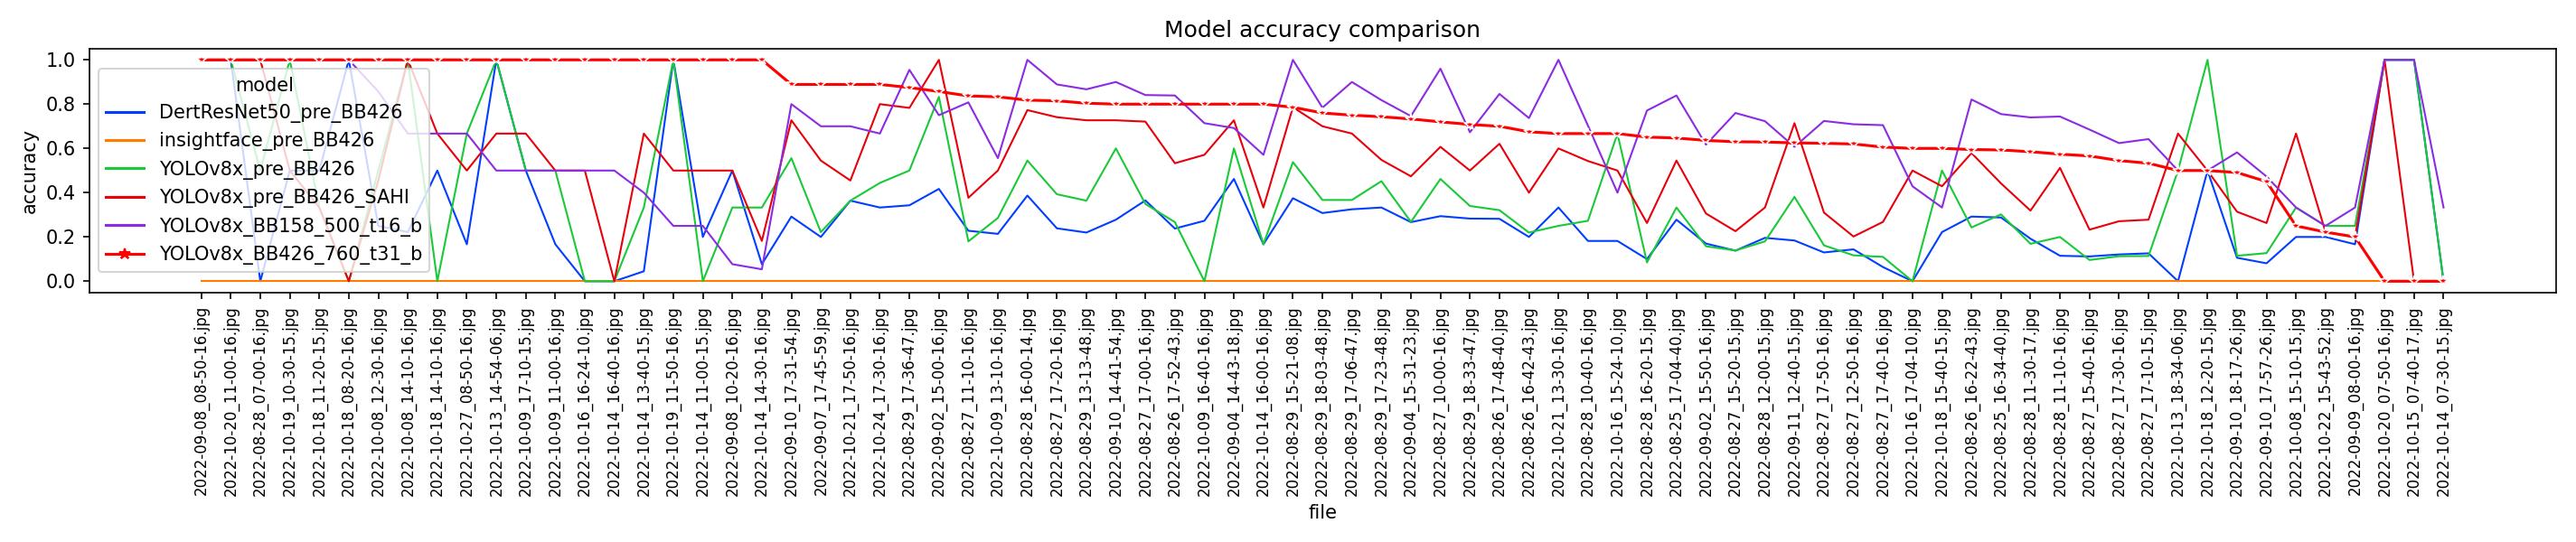 Model accuracy comparison
accuracy
1.0
0.8
0.6
0.4
0.2
0.0
model
DertResNet50_pre_BB426
insightface_pre_BB426
YOLOv8x_pre_BB426
YOLOv8x_pre_BB426_SAHI
YOLOv8x_BB158_500_t16_b
YOLOv8x_BB426_760_t31_b
2022-09-08_08-50-16.jpg
2022-10-20_11-00-16.jpg
2022-08-28_07-00-16.jpg
2022-10-19_10-30-15.jpg
2022-10-18_11-20-15.jpg
2022-10-18_08-20-16.jpg
2022-10-08_12-30-16.jpg
2022-10-08_14-10-16.jpg
2022-10-18_14-10-16.jpg
2022-10-27_08-50-16.jpg
2022-10-13_14-54-06.jpg
2022-10-09_17-10-15.jpg
2022-10-09_11-00-16.jpg
2022-10-16_16-24-10.jpg
2022-10-14_16-40-16.jpg
2022-10-14_13-40-15.jpg
2022-10-19_11-50-16.jpg
2022-10-14_11-00-15.jpg
2022-09-08_10-20-16.jpg
2022-10-14_14-30-16.jpg
2022-09-10_17-31-54.jpg
2022-09-07_17-45-59.jpg
2022-10-21_17-50-16.jpg
2022-10-24_17-30-16.jpg
2022-08-29_17-36-47.jpg
2022-09-02_15-00-16.jpg
2022-08-27_11-10-16.jpg
2022-10-09_13-10-16.jpg
2022-08-28_16-00-14.jpg
2022-08-27_17-20-16.jpg
2022-08-29_13-13-48.jpg
2022-09-10_14-41-54.jpg
2022-08-27_17-00-16.jpg
2022-08-26_17-52-43.jpg
2022-10-09_16-40-16.jpg
2022-09-04_14-43-18.jpg
2022-10-14_16-00-16.jpg
2022-08-29_15-21-08.jpg
2022-08-29_18-03-48.jpg
2022-08-29_17-06-47.jpg
2022-08-29_17-23-48.jpg
2022-09-04_15-31-23.jpg
2022-08-27_10-00-16.jpg
2022-08-29_18-33-47.jpg
2022-08-26_17-48-40.jpg
2022-08-26_16-42-43.jpg
2022-10-21_13-30-16.jpg
2022-08-28_10-40-16.jpg
2022-10-16_15-24-10.jpg
2022-08-28_16-20-15.jpg
2022-08-25_17-04-40.jpg
2022-09-02_15-50-16.jpg
2022-08-27_15-20-15.jpg
2022-08-28_12-00-15.jpg
2022-09-11_12-40-15.jpg
2022-08-27_17-50-16.jpg
2022-08-27_12-50-16.jpg
2022-08-27_17-40-16.jpg
2022-10-16_17-04-10.jpg
2022-10-18_15-40-15.jpg
2022-08-26_16-22-43.jpg
2022-08-25_16-34-40.jpg
2022-08-28_11-30-17.jpg
2022-08-28_11-10-16.jpg
2022-08-27_15-40-16.jpg
2022-08-27_17-30-16.jpg
2022-08-27_17-10-15.jpg
2022-10-13_18-34-06.jpg
2022-10-18_12-20-15.jpg
2022-09-10_18-17-26.jpg
2022-09-10_17-57-26.jpg
2022-10-08_15-10-15.jpg
2022-10-22_15-43-52.jpg
2022-09-09_08-00-16.jpg
2022-10-20_07-50-16.jpg
2022-10-15_07-40-17.jpg
2022-10-14_07-30-15.jpg
file